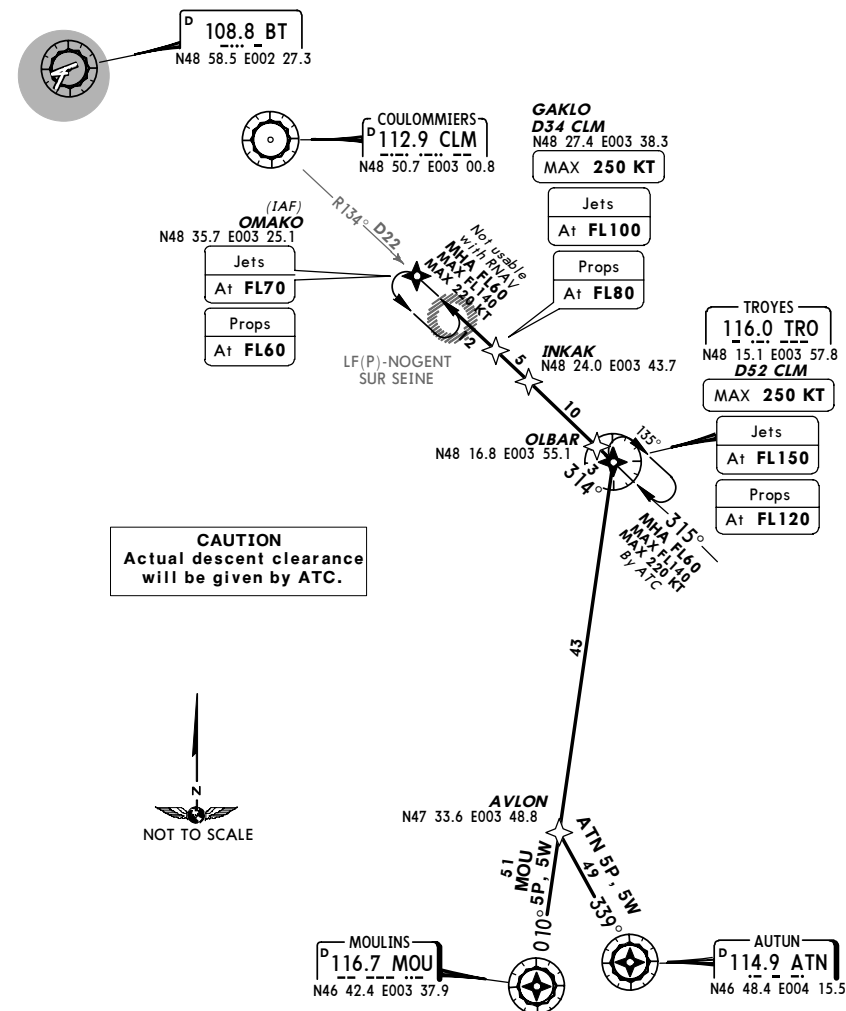 D 108.8 BT
N48 58.5 E002 27.3
COULOMMIERS
D 112.9 CLM
N48 50.7 E003 00.8
GAKLO
D34 CLM
N48 27.4 E003 38.3
MAX 250 KT
Jets
At FL100
Props
At FL80
(IAF)
OMAKO
N48 35.7 E003 25.1
Jets
At FL70
Props
At FL60
R134° D22
Not usable
with RNAV
MHA FL60
MAX FL140
MAX 220 KT
12
LF(P)-NOGENT
SUR SEINE
5
INKAK
N48 24.0 E003 43.7
10
TROYES
116.0 TRO
N48 15.1 E003 57.8
D52 CLM
MAX 250 KT
Jets
At FL150
Props
At FL120
OLBAR
N48 16.8 E003 55.1
3
314°
135°
315°
MHA FL60
MAX FL140
MAX 220 KT
By ATC
CAUTION
Actual descent clearance
will be given by ATC.
43
N
NOT TO SCALE
AVLON
N47 33.6 E003 48.8
51
MOU
5P, 5W
010°
ATN 5P, 5W
49
339°
MOULINS
D 116.7 MOU
N46 42.4 E003 37.9
AUTUN
D 114.9 ATN
N46 48.4 E004 15.5